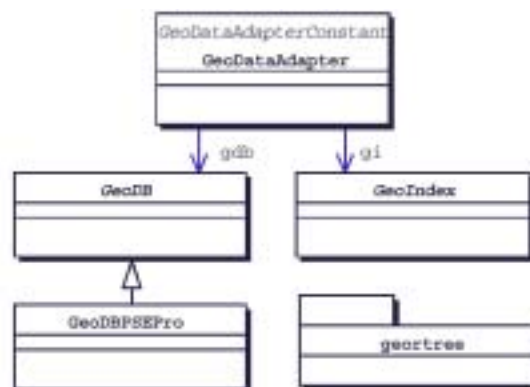 GeoDataAdapterConstant
GeoDataAdapter
gdb
gi
GeoDB
GeoIndex
GeoDBPSEPro
geortree